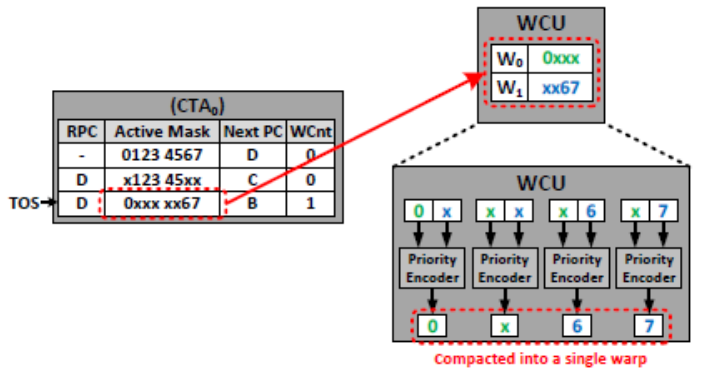 WCU
W0 0xxx
W1 xx67
(CTA0)
RPC Active Mask Next PC WCnt
- 0123 4567 D 0
D x123 45xx C 0
TOS D 0xxx xx67 B 1
WCU
0 x x x x 6 x 7
Priority Encoder Priority Encoder Priority Encoder Priority Encoder
0 x 6 7
Compacted into a single warp